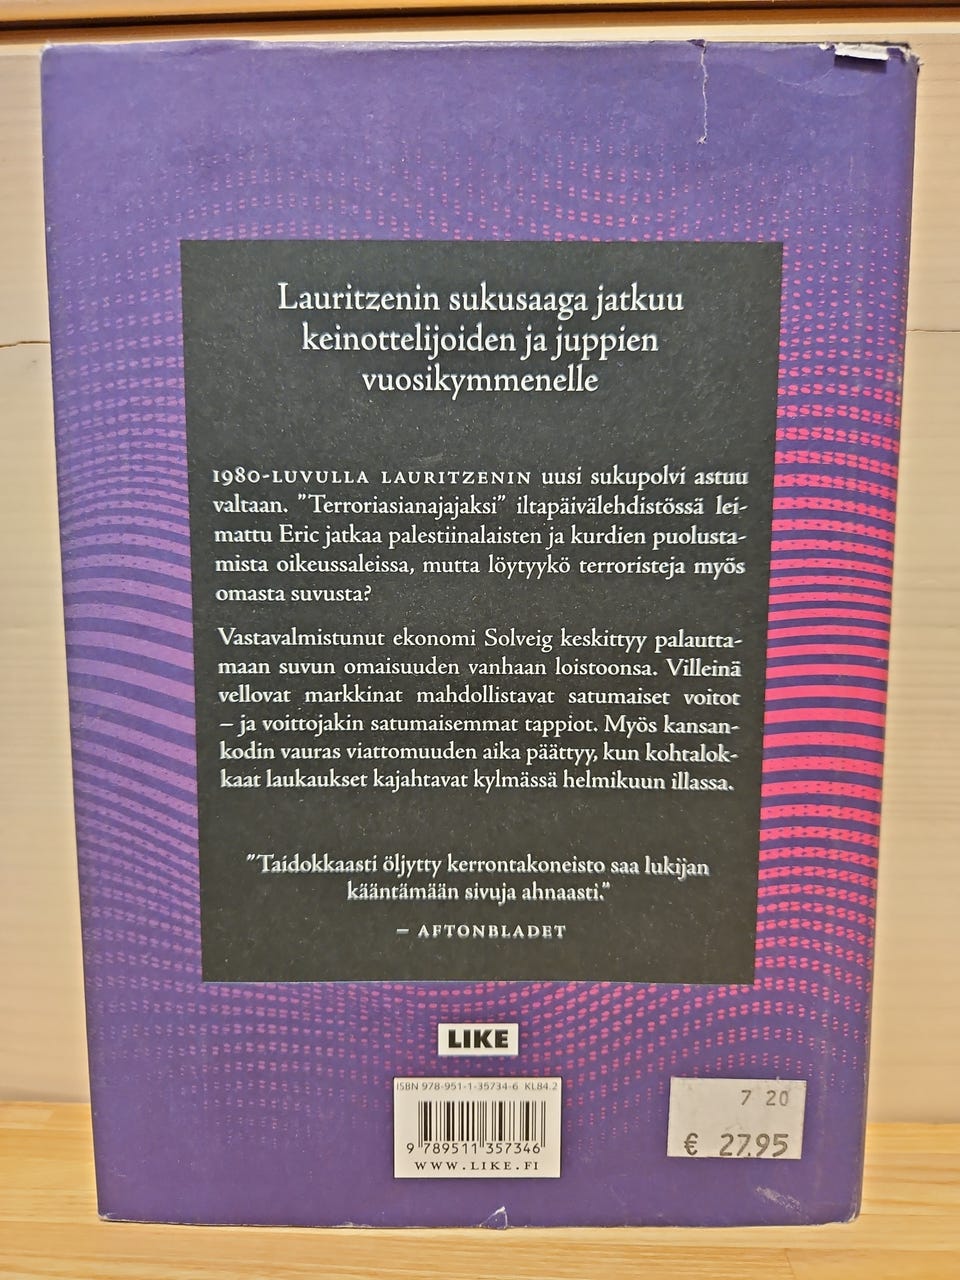 Lauritzenin sukusaaga jatkuu
keinottelijoiden ja juppien
vuosikymmenelle
1980-LUVULLA LAURITZENIN uusi sukupolvi astuu
valtaan. ”Terroriasianajajaksi” iltapäivälehdistössä lei-
mattu Eric jatkaa palestiinalaisten ja kurdien puolusta-
mista oikeussaleissa, mutta löytyykö terroristeja myös
omasta suvusta?
Vastavalmistunut ekonomi Solveig keskittyy palautta-
maan suvun omaisuuden vanhaan loistoonsa. Villeinä
vellovat markkinat mahdollistavat satumaiset voitot
– ja voittojakin satumaisemmat tappiot. Myös kansan-
kodin vauras viattomuuden aika päättyy, kun kohtalok-
kaat laukaukset kajahtavat kylmässä helmikuun illassa.
”Taidokkaasti öljytty kerrontakoneisto saa lukijan
kääntämään sivuja ahnaasti.”
– AFTONBLADET
LIKE
ISBN 978-951-1-35734-6 KL84.2
9 789511 357346
WWW.LIKE.FI
7 20
€ 27.95